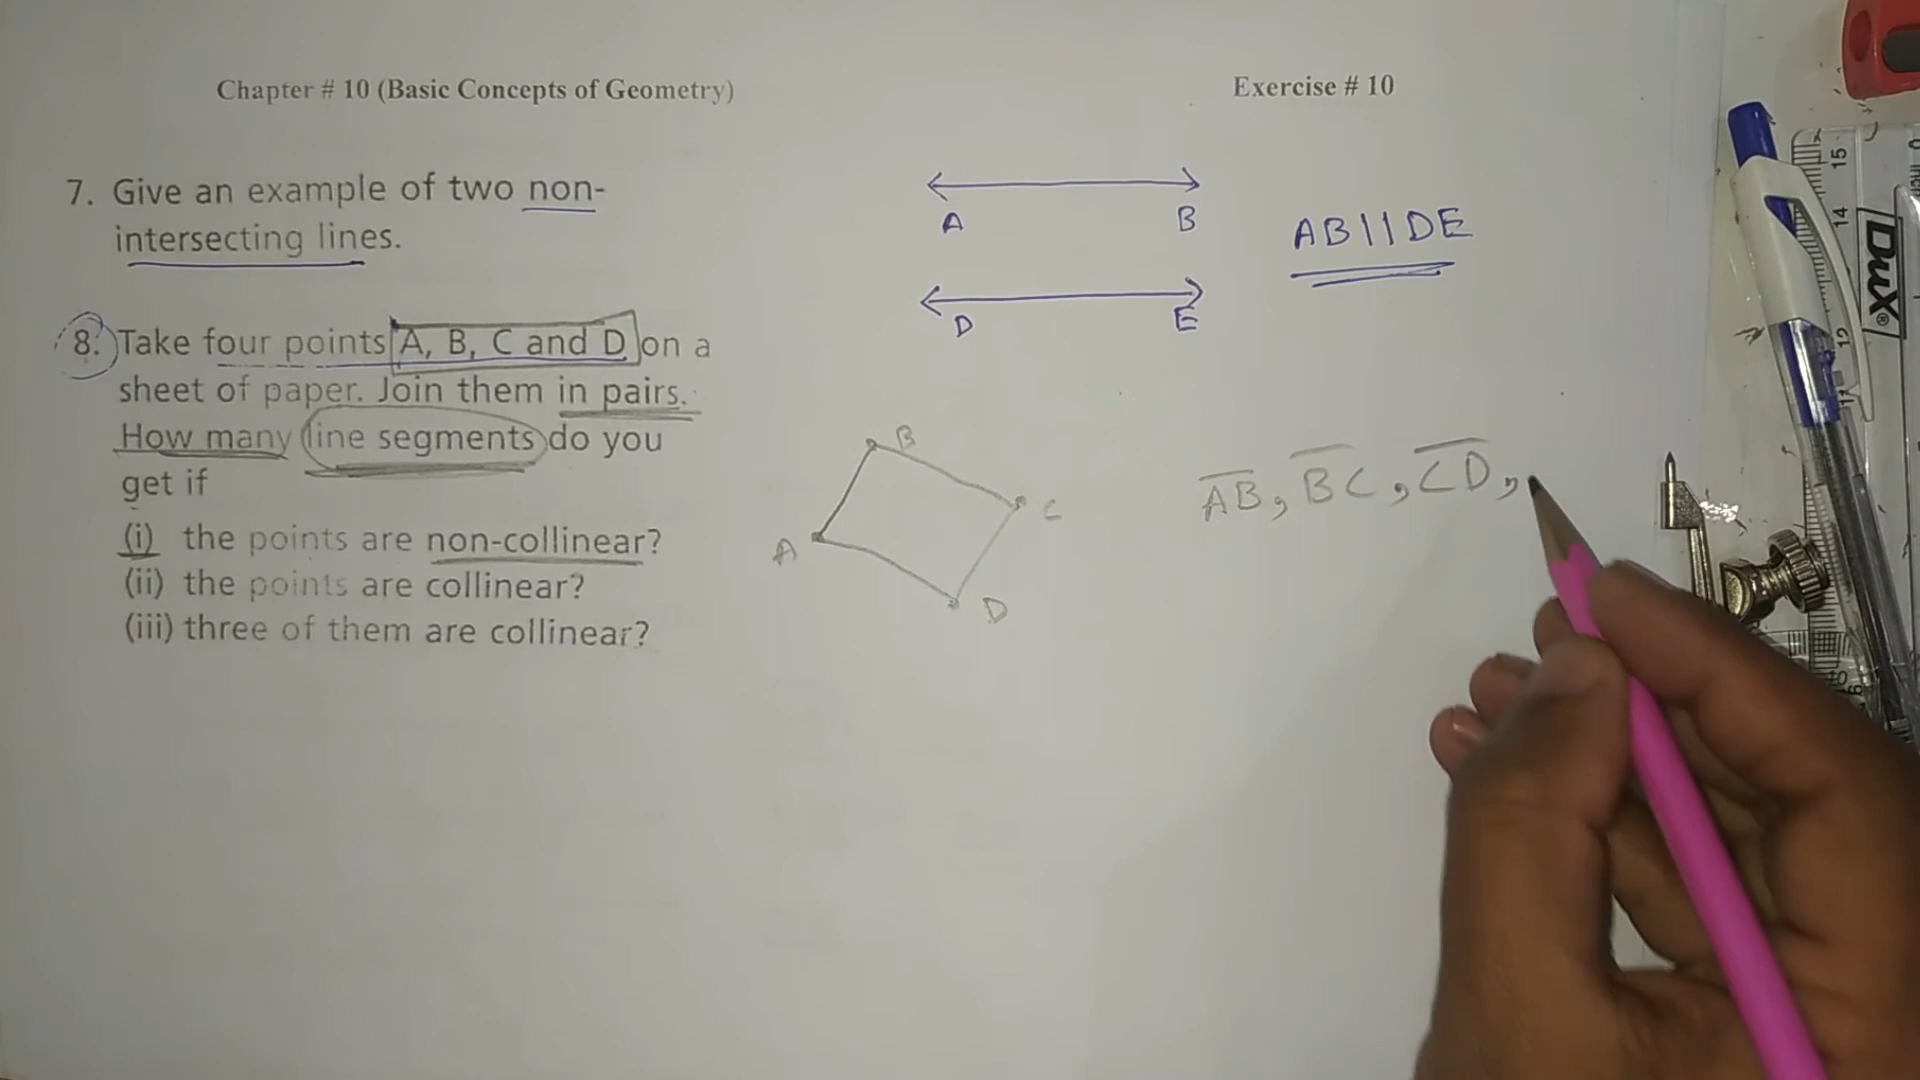 Chapter # 10 (Basic Concepts of Geometry)
Exercise # 10
7. Give an example of two non-
intersecting lines.
A B
D E
AB||DE
8. Take four points A, B, C and D on a
sheet of paper. Join them in pairs.
How many line segments do you
get if
(i) the points are non-collinear?
(ii) the points are collinear?
(iii) three of them are collinear?
B
C
A
D
A̅B̅, B̅C̅, C̅D̅,
15
14
12
11
10
DUX®